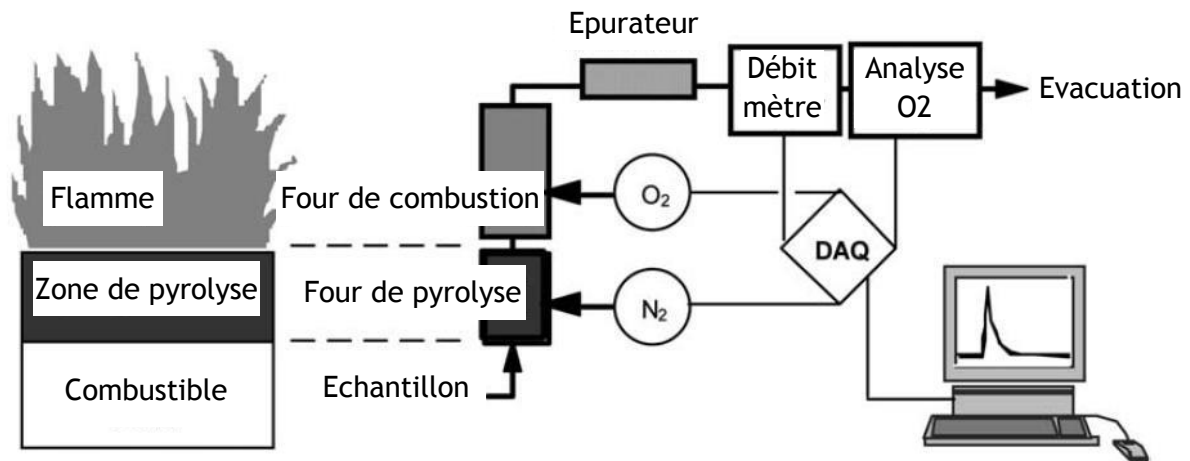 Epurateur
Débit
mètre
Analyse
O2
Evacuation
Flamme
Four de combustion
O₂
DAQ
Zone de pyrolyse
Four de pyrolyse
N₂
Combustible
Echantillon